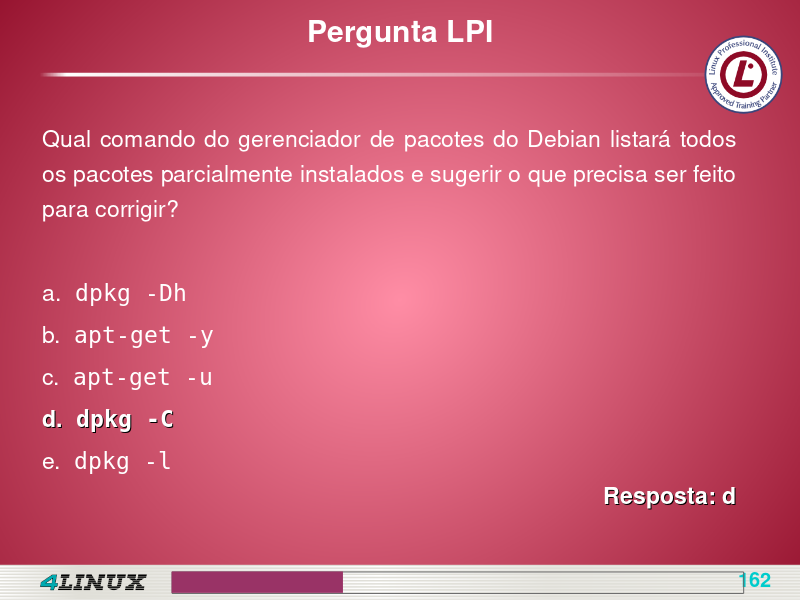 Pergunta LPI
Linux Professional Institute
Approved Training Partner
Qual comando do gerenciador de pacotes do Debian listará todos
os pacotes parcialmente instalados e sugerir o que precisa ser feito
para corrigir?
a. dpkg -Dh
b. apt-get -y
c. apt-get -u
d. dpkg -C
e. dpkg -l
Resposta: d
4LINUX
162